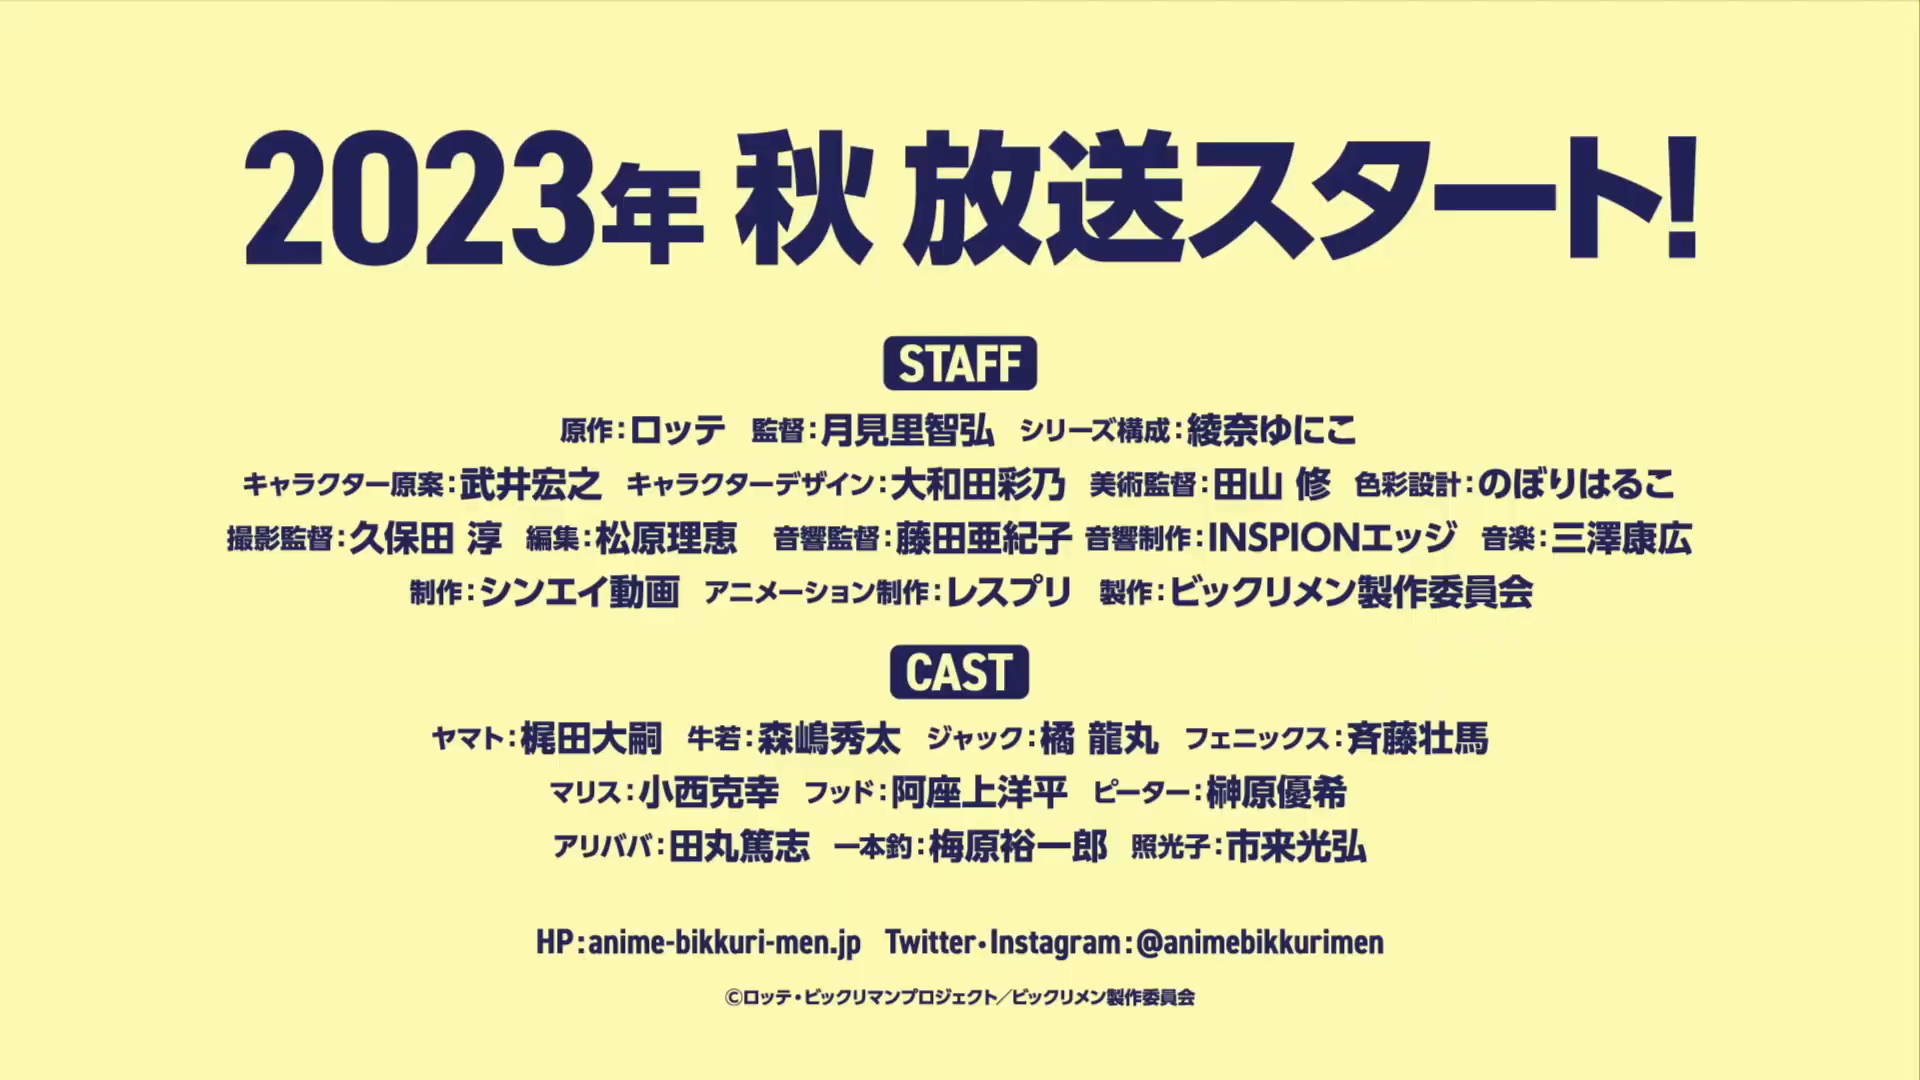 2023年 秋 放送スタート!
STAFF
原作:ロッテ 監督:月見里智弘 シリーズ構成:綾奈ゆにこ
キャラクター原案:武井宏之 キャラクターデザイン:大和田彩乃 美術監督:田山 修 色彩設計:のぼりはるこ
撮影監督:久保田 淳 編集:松原理恵 音響監督:藤田亜紀子 音響制作:INSPIONエッジ 音楽:三澤康広
制作:シンエイ動画 アニメーション制作:レスプリ 製作:ビックリメン製作委員会
CAST
ヤマト:梶田大嗣 牛若:森嶋秀太 ジャック:橘 龍丸 フェニックス:斉藤壮馬
マリス:小西克幸 フッド:阿座上洋平 ピーター:榊原優希
アリババ:田丸篤志 一本釣:梅原裕一郎 照光子:市来光弘
HP:anime-bikkuri-men.jp Twitter・Instagram:@animebikkurimen
©ロッテ・ビックリマンプロジェクト/ビックリメン製作委員会